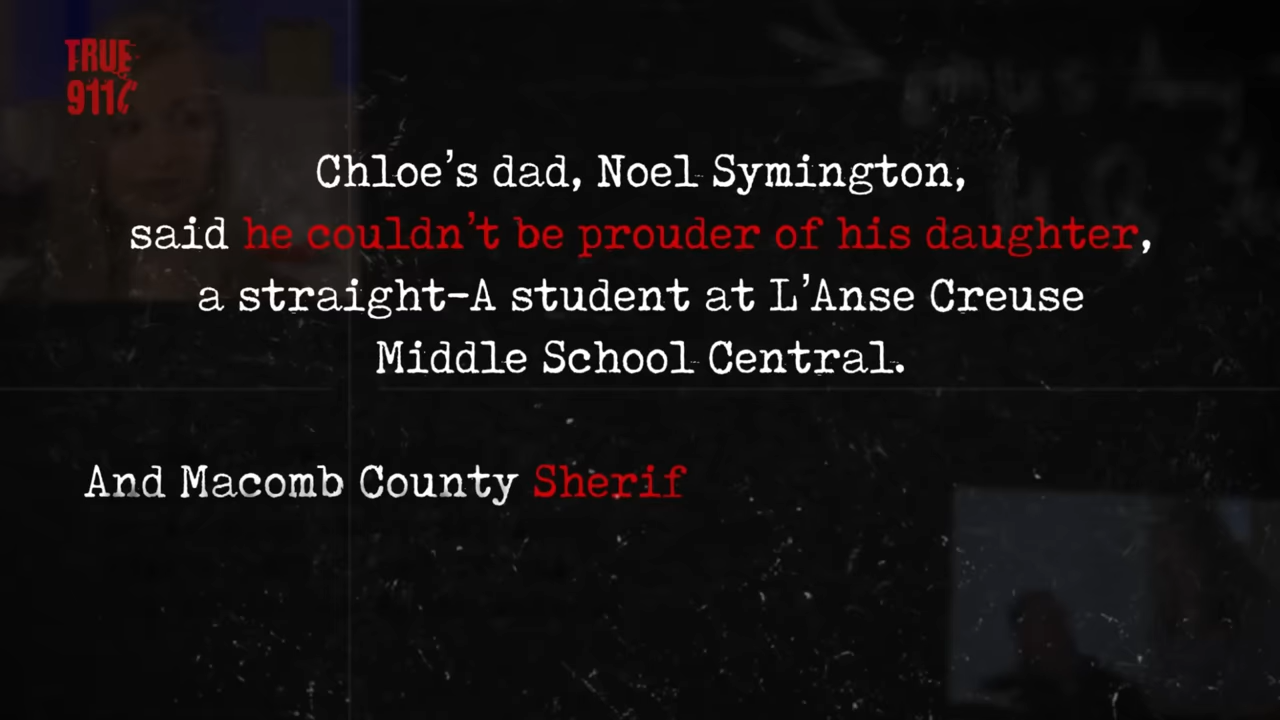 TRUE
911
Chloe’s dad, Noel Symington,
said he couldn’t be prouder of his daughter,
a straight-A student at L’Anse Creuse
Middle School Central.
And Macomb County Sherif